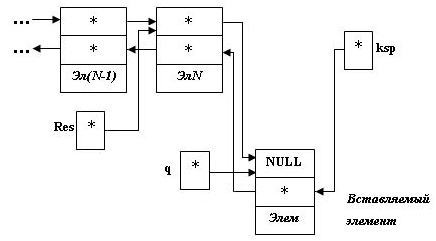 ... * *
... * * * ksp
Эл(N-1) ЭлN
Res *
q * NULL
*
Вставляемый
Элем элемент